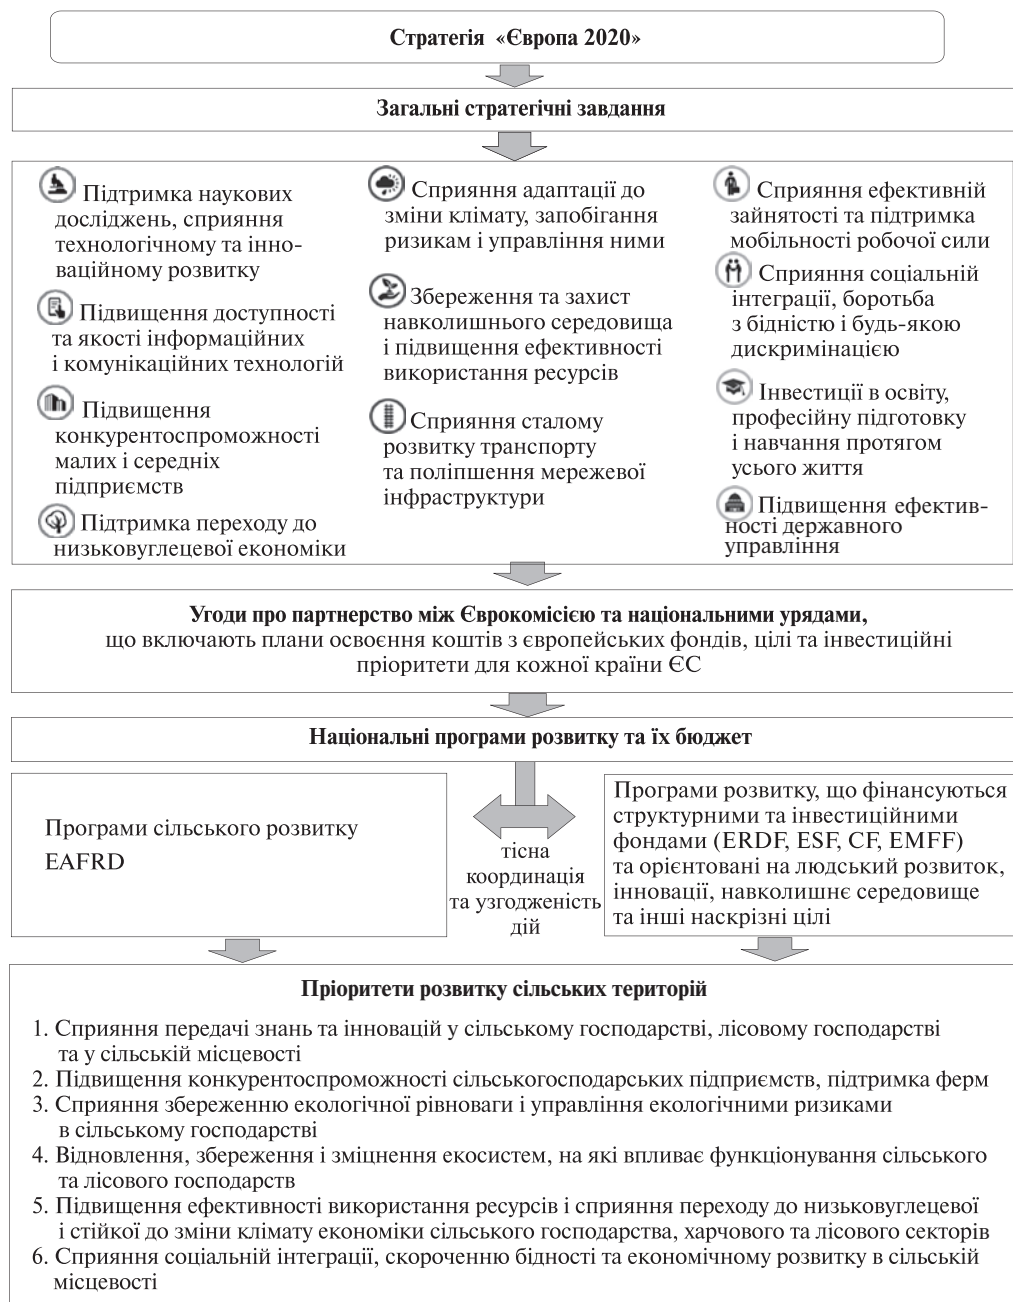 Стратегія «Європа 2020»
Загальні стратегічні завдання
Підтримка наукових
досліджень, сприяння
технологічному та інно-
ваційному розвитку
Підвищення доступності
та якості інформаційних
і комунікаційних технологій
Підвищення
конкурентоспроможності
малих і середніх
підприємств
Підтримка переходу до
низьковуглецевої економіки
Сприяння адаптації до
зміни клімату, запобігання
ризикам і управління ними
Збереження та захист
навколишнього середовища
і підвищення ефективності
використання ресурсів
Сприяння сталому
розвитку транспорту
та поліпшення мережевої
інфраструктури
Сприяння ефективній
зайнятості та підтримка
мобільності робочої сили
Сприяння соціальній
інтеграції, боротьба
з бідністю і будь-якою
дискримінацією
Інвестиції в освіту,
професійну підготовку
і навчання протягом
усього життя
Підвищення ефектив-
ності державного
управління
Угоди про партнерство між Єврокомісією та національними урядами,
що включають плани освоєння коштів з європейських фондів, цілі та інвестиційні
пріоритети для кожної країни ЄС
Національні програми розвитку та їх бюджет
Програми сільського розвитку
EAFRD
тісна
координація
та узгодженість
дій
Програми розвитку, що фінансуються
структурними та інвестиційними
фондами (ERDF, ESF, CF, EMFF)
та орієнтовані на людський розвиток,
інновації, навколишнє середовище
та інші наскрізні цілі
Пріоритети розвитку сільських територій
1. Сприяння передачі знань та інновацій у сільському господарстві, лісовому господарстві
та у сільській місцевості
2. Підвищення конкурентоспроможності сільськогосподарських підприємств, підтримка ферм
3. Сприяння збереженню екологічної рівноваги і управління екологічними ризиками
в сільському господарстві
4. Відновлення, збереження і зміцнення екосистем, на які впливає функціонування сільського
та лісового господарств
5. Підвищення ефективності використання ресурсів і сприяння переходу до низьковуглецевої
і стійкої до зміни клімату економіки сільського господарства, харчового та лісового секторів
6. Сприяння соціальній інтеграції, скороченню бідності та економічному розвитку в сільській
місцевості